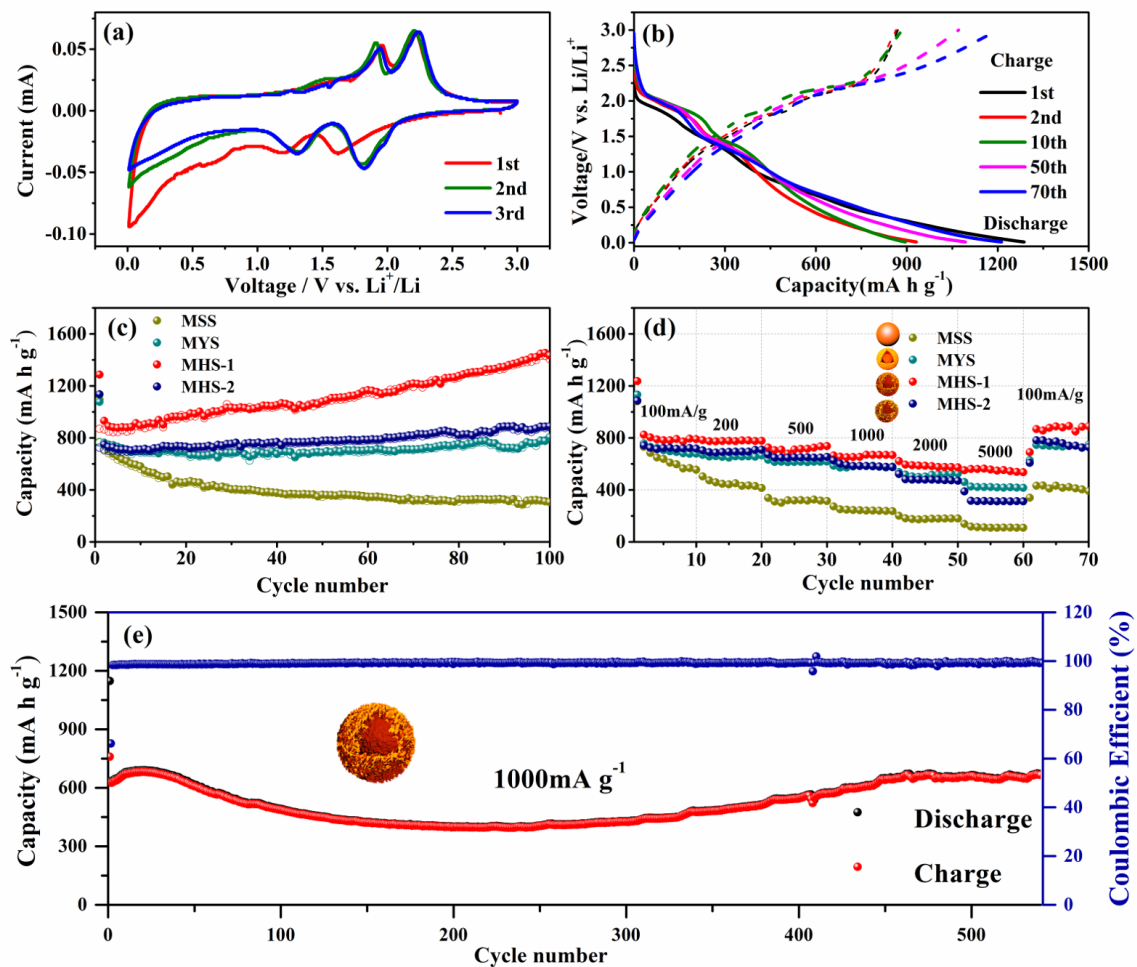 (a)
Current (mA)
0.05
0.00
-0.05
-0.10
1st
2nd
3rd
0.0
0.5
1.0
1.5
2.0
2.5
3.0
Voltage / V vs. Li⁺/Li
(b)
Voltage/V vs. Li/Li⁺
3.0
2.5
2.0
1.5
1.0
0.5
0.0
Charge
1st
2nd
10th
50th
70th
Discharge
0
300
600
900
1200
1500
Capacity(mA h g⁻¹)
(c)
Capacity (mA h g⁻¹)
1600
1200
800
400
0
MSS
MYS
MHS-1
MHS-2
0
20
40
60
80
100
Cycle number
(d)
Capacity (mA h g⁻¹)
1600
1200
800
400
0
MSS
MYS
MHS-1
MHS-2
100mA/g
200
500
1000
2000
5000
100mA/g
10
20
30
40
50
60
70
Cycle number
(e)
Capacity (mA h g⁻¹)
1500
1200
900
600
300
0
1000mA g⁻¹
Discharge
Charge
0
100
200
300
400
500
Cycle number
120
100
80
60
40
20
0
Coulombic Efficient (%)